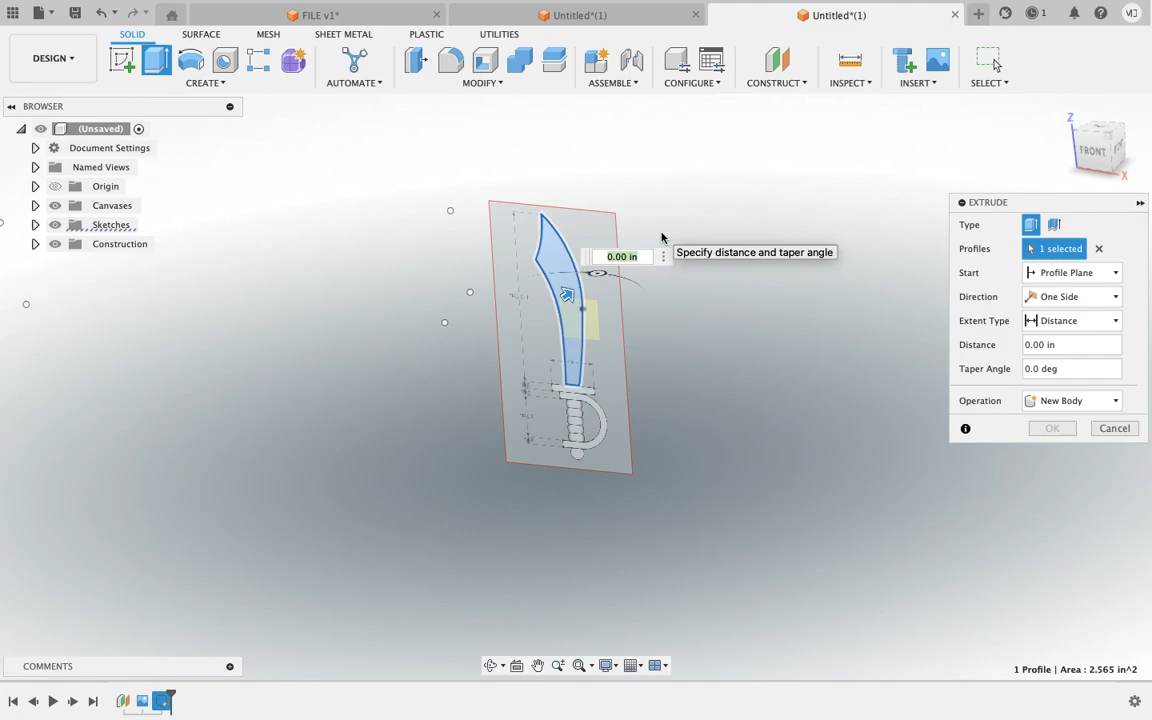 FILE v1*
Untitled*(1)
Untitled*(1)
1
MJ
DESIGN
SOLID
SURFACE
MESH
SHEET METAL
PLASTIC
UTILITIES
CREATE
AUTOMATE
MODIFY
ASSEMBLE
CONFIGURE
CONSTRUCT
INSPECT
INSERT
SELECT
BROWSER
(Unsaved)
Document Settings
Named Views
Origin
Canvases
Sketches
Construction
0.00 in
Specify distance and taper angle
Z
FRONT
X
EXTRUDE
Type
Profiles 1 selected
Start Profile Plane
Direction One Side
Extent Type Distance
Distance 0.00 in
Taper Angle 0.0 deg
Operation New Body
OK Cancel
COMMENTS
1 Profile | Area : 2.565 in^2